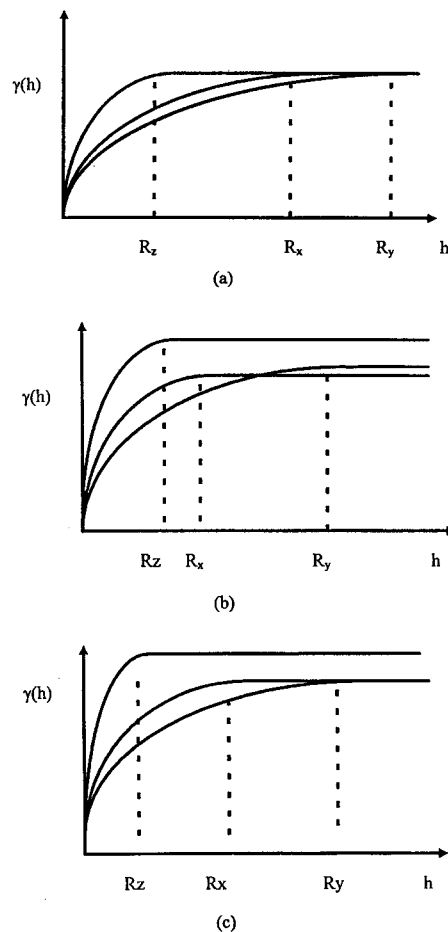 γ(h)
R_z R_x R_y h
(a)
γ(h)
Rz R_x R_y h
(b)
γ(h)
Rz Rx Ry h
(c)